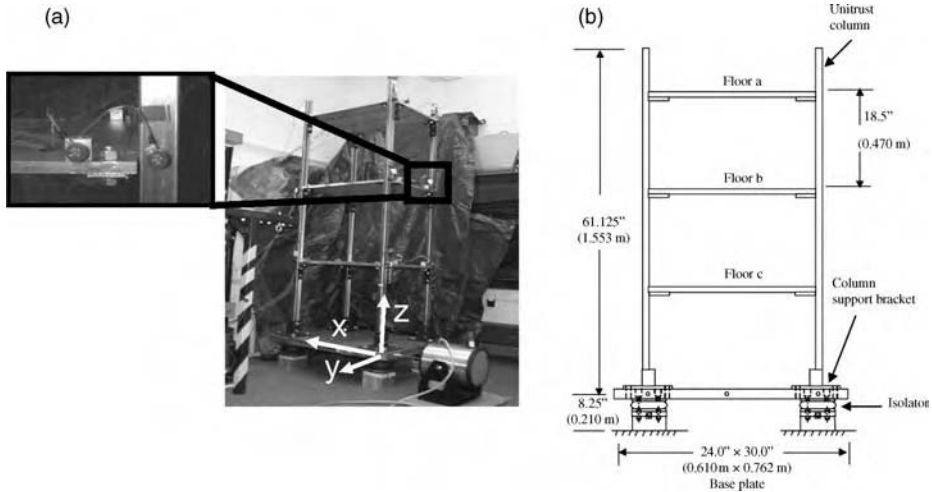 (a)
x
y
z
(b)
Unitrust
column
Floor a
18.5"
(0.470 m)
Floor b
61.125"
(1.553 m)
Floor c
Column
support bracket
8.25"
(0.210 m)
Isolator
24.0" × 30.0"
(0.610 m × 0.762 m)
Base plate